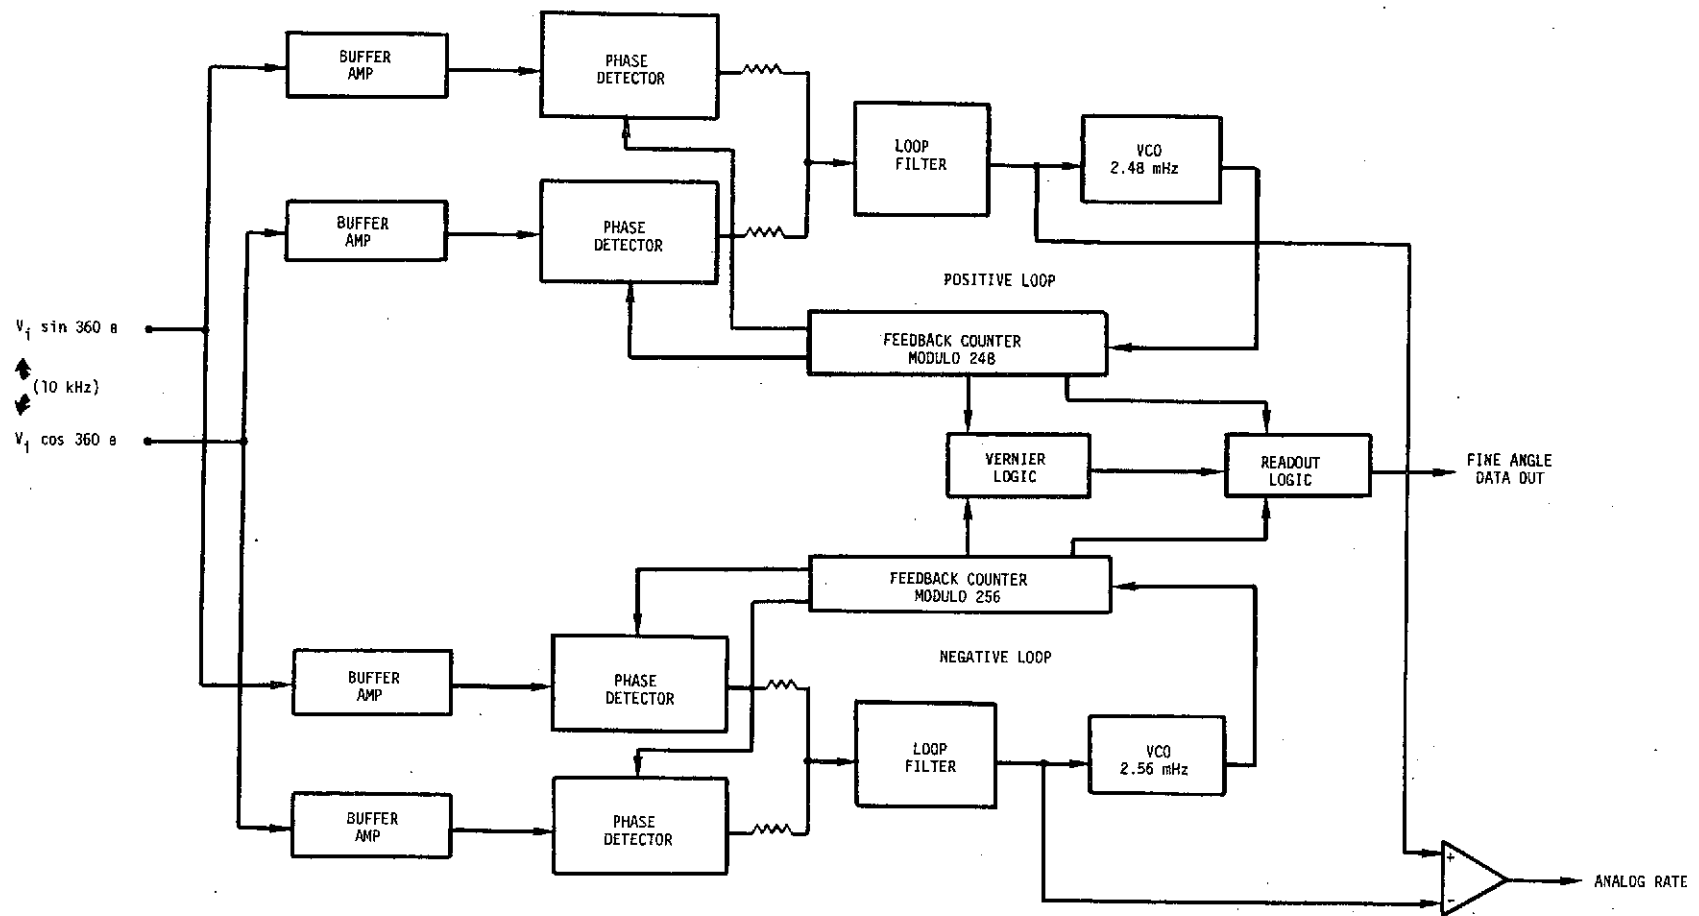 BUFFER
AMP
PHASE
DETECTOR
LOOP
FILTER
VCO
2.48 mHz
BUFFER
AMP
PHASE
DETECTOR
POSITIVE LOOP
V_i sin 360 θ
(10 kHz)
V_i cos 360 θ
FEEDBACK COUNTER
MODULO 248
VERNIER
LOGIC
READOUT
LOGIC
FINE ANGLE
DATA OUT
FEEDBACK COUNTER
MODULO 256
NEGATIVE LOOP
BUFFER
AMP
PHASE
DETECTOR
LOOP
FILTER
VCO
2.56 mHz
BUFFER
AMP
PHASE
DETECTOR
+
-
ANALOG RATE